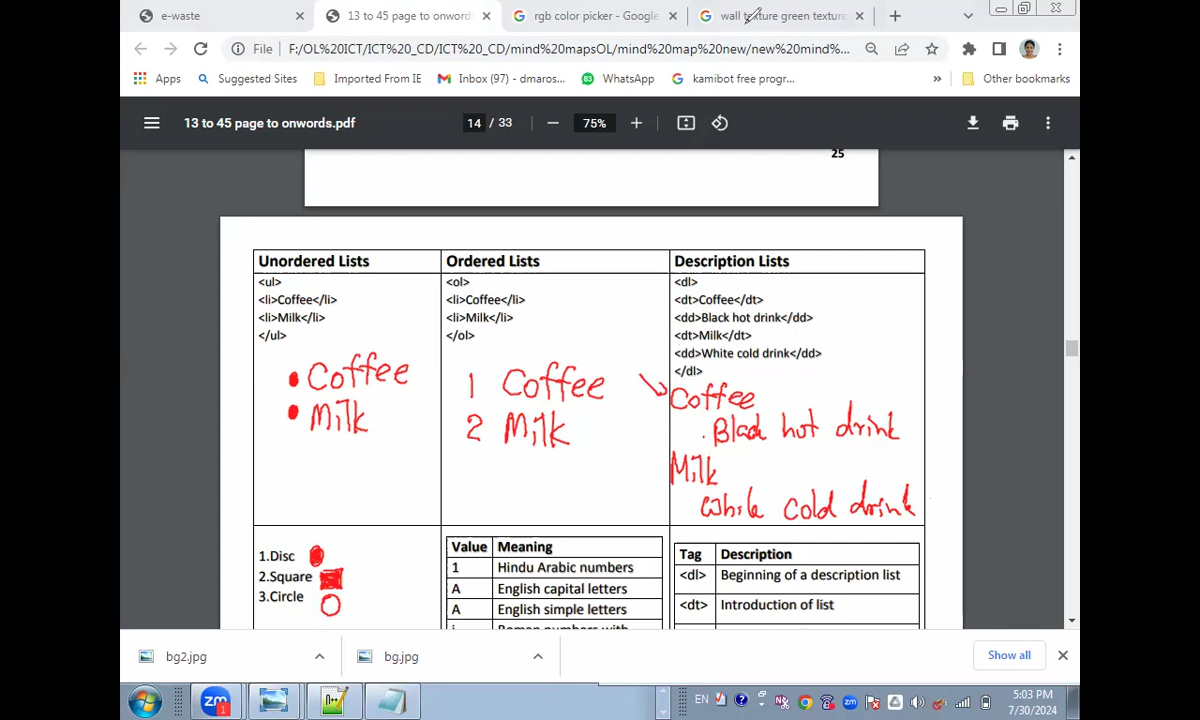 e-waste
13 to 45 page to onwords
rgb color picker - Google
wall texture green texture
File
F:/OL%20ICT/ICT%20_CD/ICT%20_CD/mind%20mapsOL/mind%20map%20new/new%20mind%...
Apps
Suggested Sites
Imported From IE
Inbox (97) - dmaros...
WhatsApp
kamibot free progr...
»
Other bookmarks
13 to 45 page to onwords.pdf
14 / 33
75%
25
Unordered Lists
<ul>
<li>Coffee</li>
<li>Milk</li>
</ul>
• Coffee
• Milk
Ordered Lists
<ol>
<li>Coffee</li>
<li>Milk</li>
</ol>
1 Coffee
2 Milk
Description Lists
<dl>
<dt>Coffee</dt>
<dd>Black hot drink</dd>
<dt>Milk</dt>
<dd>White cold drink</dd>
</dl>
Coffee
Black hot drink
Milk
White cold drink
1.Disc
2.Square
3.Circle
Value Meaning
1 Hindu Arabic numbers
A English capital letters
A English simple letters
i Roman numbers with
Tag Description
<dl> Beginning of a description list
<dt> Introduction of list
bg2.jpg
bg.jpg
Show all
zm
1
EN
zm
5:03 PM
7/30/2024